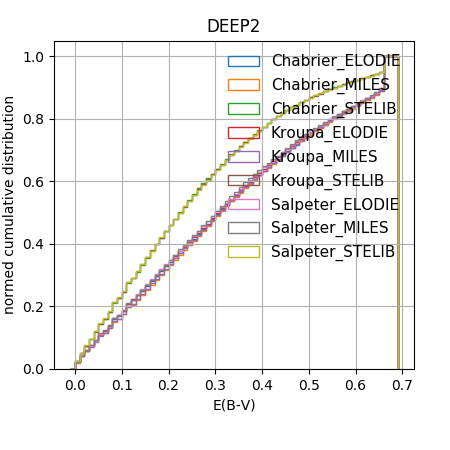 DEEP2
normed cumulative distribution
1.0
0.8
0.6
0.4
0.2
0.0
Chabrier_ELODIE
Chabrier_MILES
Chabrier_STELIB
Kroupa_ELODIE
Kroupa_MILES
Kroupa_STELIB
Salpeter_ELODIE
Salpeter_MILES
Salpeter_STELIB
0.0 0.1 0.2 0.3 0.4 0.5 0.6 0.7
E(B-V)